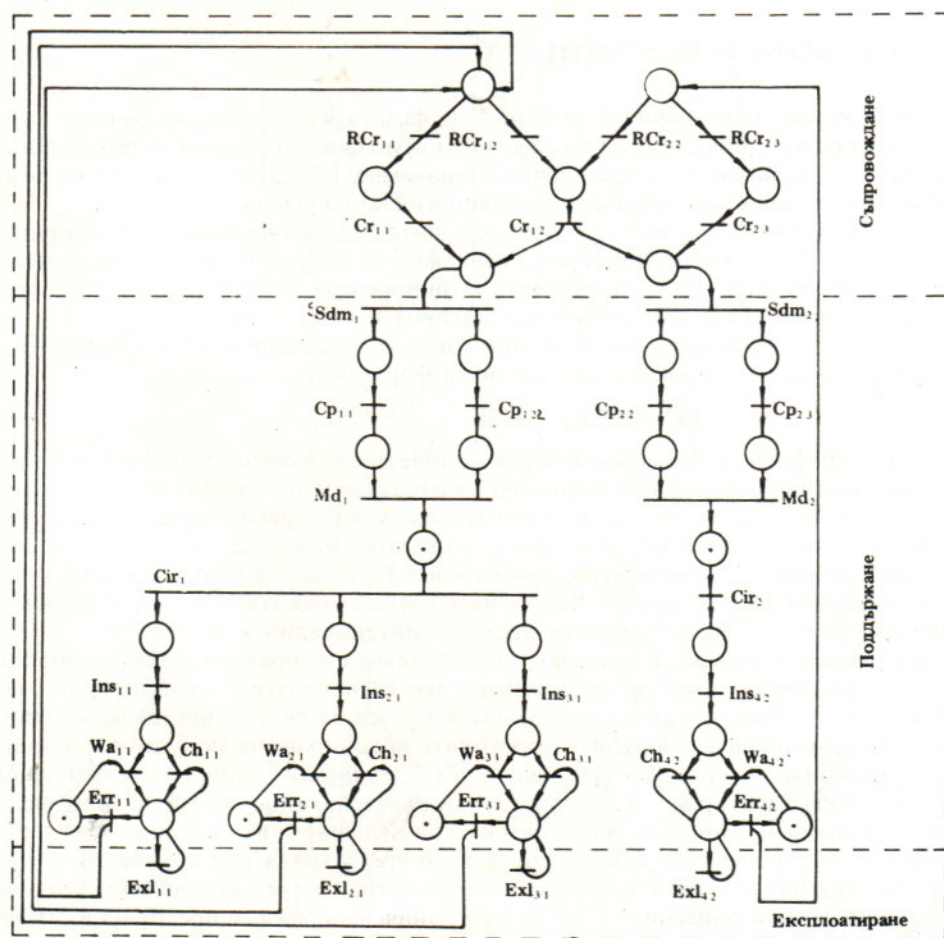 RCr₁₁ RCr₁₂ RCr₂₂ RCr₂₃
Cr₁₁ Cr₁₂ Cr₂₃
Съпровождане
Sdm₁ Sdm₂
Cp₁₁ Cp₁₂ Cp₂₂ Cp₂₃
Md₁ Md₂
Cir₁ Cir₂
Поддържане
Ins₁₁ Ins₂₁ Ins₃₁ Ins₄₂
Wa₁₁ Ch₁₁ Wa₂₁ Ch₂₁ Wa₃₁ Ch₃₁ Ch₄₂ Wa₄₂
Err₁₁ Err₂₁ Err₃₁ Err₄₂
Exl₁₁ Exl₂₁ Exl₃₁ Exl₄₂
Експлоатиране